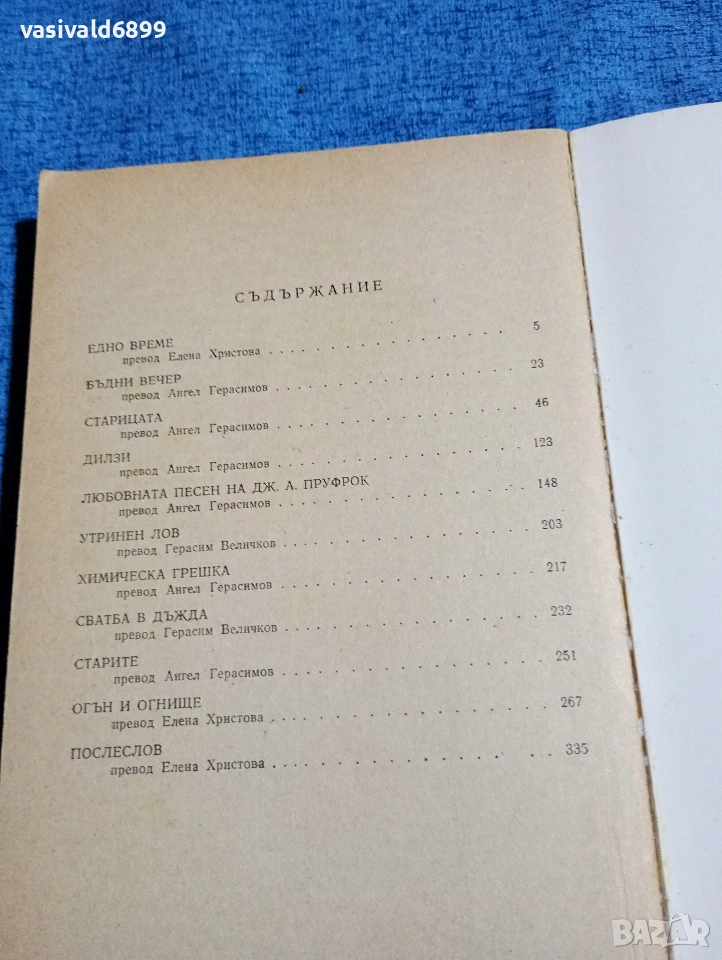 vasivald6899
СЪДЪРЖАНИЕ
ЕДНО ВРЕМЕ
превод Елена Христова . . . . . . . . . . . . . . . . 5
БЪДНИ ВЕЧЕР
превод Ангел Герасимов . . . . . . . . . . . . . . . . 23
СТАРИЦАТА
превод Ангел Герасимов . . . . . . . . . . . . . . . . 46
ДИЛЗИ
превод Ангел Герасимов . . . . . . . . . . . . . . . . 123
ЛЮБОВНАТА ПЕСЕН НА ДЖ. А. ПРУФРОК
превод Ангел Герасимов . . . . . . . . . . . . . . . . 148
УТРИНЕН ЛОВ
превод Герасим Величков . . . . . . . . . . . . . . . . 203
ХИМИЧЕСКА ГРЕШКА
превод Ангел Герасимов . . . . . . . . . . . . . . . . 217
СВАТБА В ДЪЖДА
превод Герасим Величков . . . . . . . . . . . . . . . . 232
СТАРИТЕ
превод Ангел Герасимов . . . . . . . . . . . . . . . . 251
ОГЪН И ОГНИЩЕ
превод Елена Христова . . . . . . . . . . . . . . . . 267
ПОСЛЕСЛОВ
превод Елена Христова . . . . . . . . . . . . . . . . 335
BAZAR